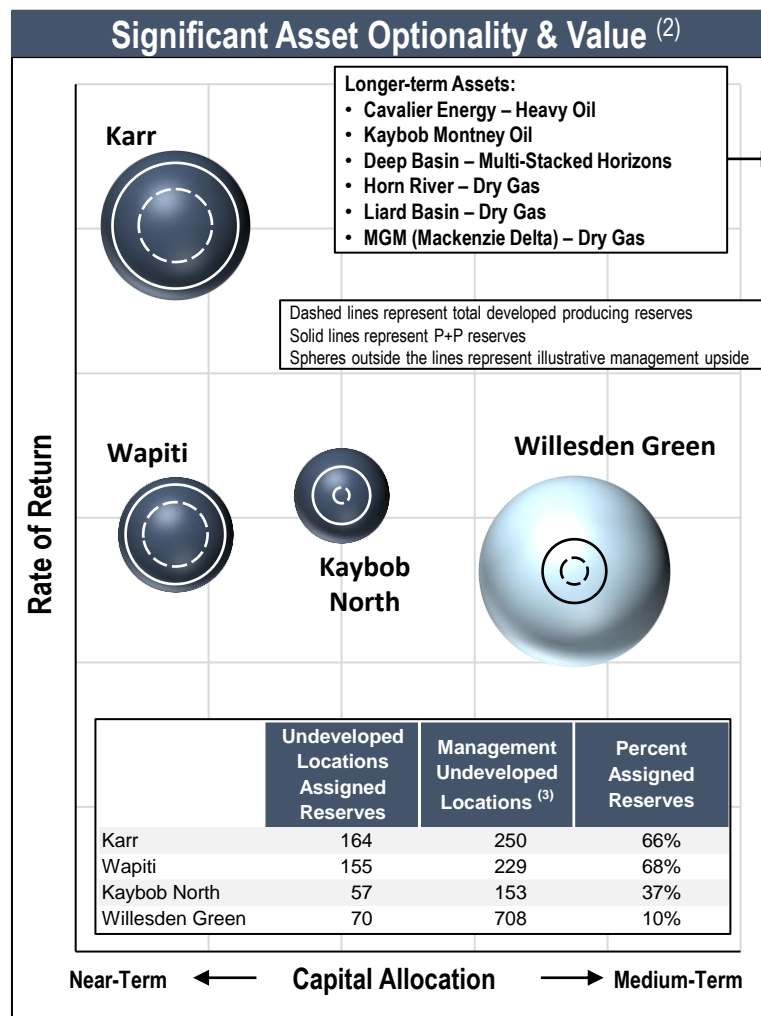 Significant Asset Optionality & Value (2)
Longer-term Assets:
• Cavalier Energy – Heavy Oil
• Kaybob Montney Oil
• Deep Basin – Multi-Stacked Horizons
• Horn River – Dry Gas
• Liard Basin – Dry Gas
• MGM (Mackenzie Delta) – Dry Gas
Karr
Dashed lines represent total developed producing reserves
Solid lines represent P+P reserves
Spheres outside the lines represent illustrative management upside
Wapiti
Willesden Green
Kaybob
North
Rate of Return
Undeveloped
Locations
Assigned
Reserves
Management
Undeveloped
Locations (3)
Percent
Assigned
Reserves
Karr 164 250 66%
Wapiti 155 229 68%
Kaybob North 57 153 37%
Willesden Green 70 708 10%
Near-Term Capital Allocation Medium-Term